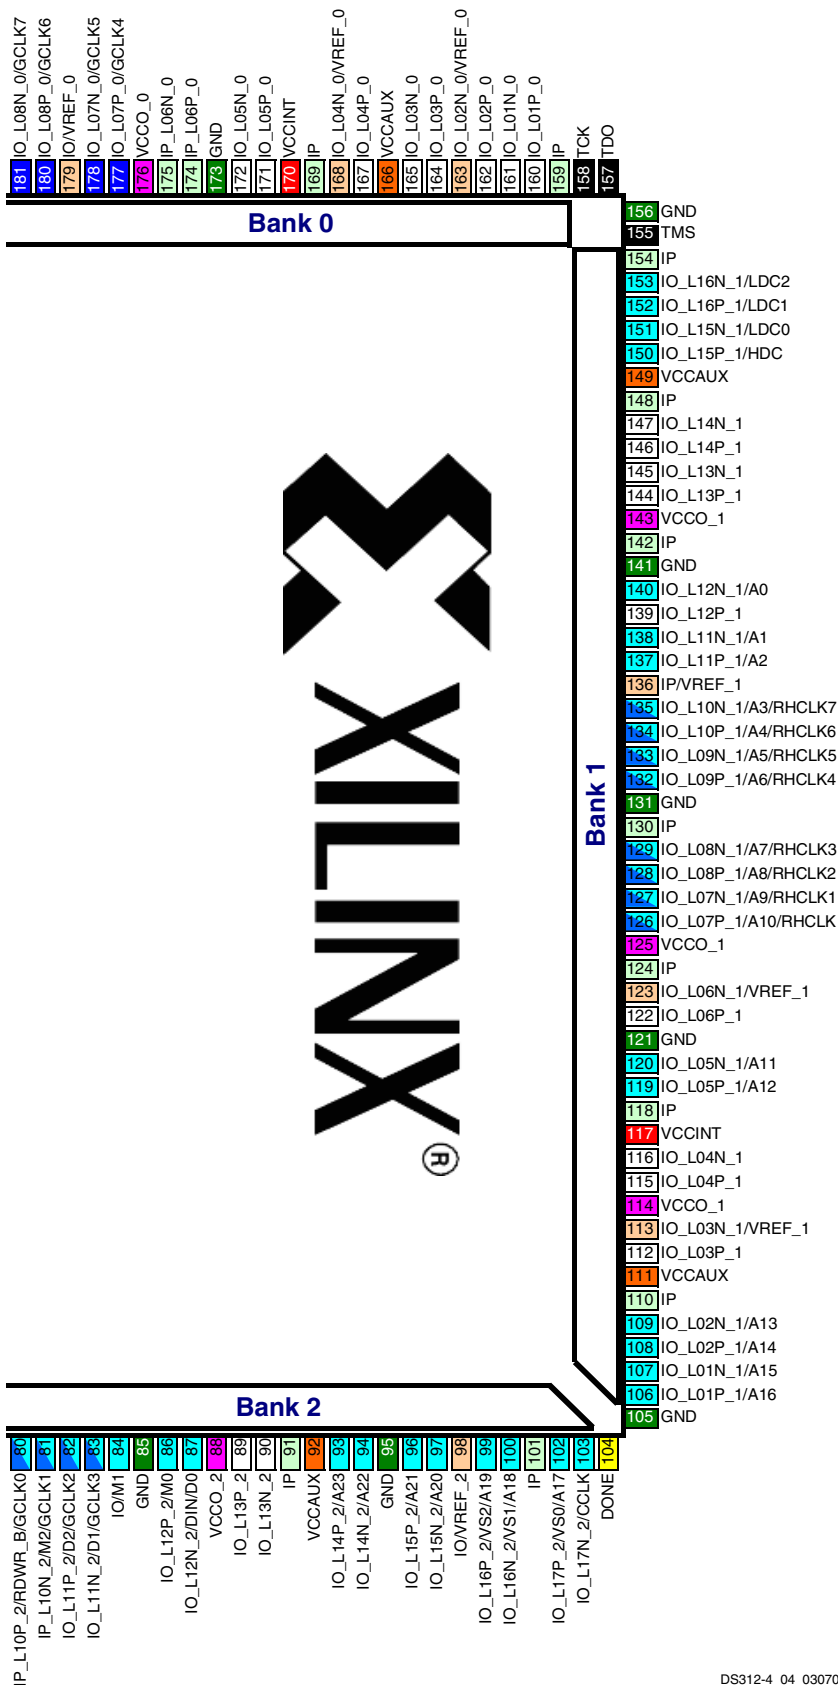 181 IO_L08N_0/GCLK7
180 IO_L08P_0/GCLK6
179 IO/VREF_0
178 IO_L07N_0/GCLK5
177 IO_L07P_0/GCLK4
176 VCCO_0
175 IP_L06N_0
174 IP_L06P_0
173 GND
172 IO_L05N_0
171 IO_L05P_0
170 VCCINT
169 IP
168 IO_L04N_0/VREF_0
167 IO_L04P_0
166 VCCAUX
165 IO_L03N_0
164 IO_L03P_0
163 IO_L02N_0/VREF_0
162 IO_L02P_0
161 IO_L01N_0
160 IO_L01P_0
159 IP
158 TCK
157 TDO
Bank 0
156 GND
155 TMS
154 IP
153 IO_L16N_1/LDC2
152 IO_L16P_1/LDC1
151 IO_L15N_1/LDC0
150 IO_L15P_1/HDC
149 VCCAUX
148 IP
147 IO_L14N_1
146 IO_L14P_1
145 IO_L13N_1
144 IO_L13P_1
143 VCCO_1
142 IP
141 GND
140 IO_L12N_1/A0
139 IO_L12P_1
138 IO_L11N_1/A1
137 IO_L11P_1/A2
136 IP/VREF_1
135 IO_L10N_1/A3/RHCLK7
134 IO_L10P_1/A4/RHCLK6
133 IO_L09N_1/A5/RHCLK5
132 IO_L09P_1/A6/RHCLK4
131 GND
130 IP
129 IO_L08N_1/A7/RHCLK3
128 IO_L08P_1/A8/RHCLK2
127 IO_L07N_1/A9/RHCLK1
126 IO_L07P_1/A10/RHCLK
125 VCCO_1
124 IP
123 IO_L06N_1/VREF_1
122 IO_L06P_1
121 GND
120 IO_L05N_1/A11
119 IO_L05P_1/A12
118 IP
117 VCCINT
116 IO_L04N_1
115 IO_L04P_1
114 VCCO_1
113 IO_L03N_1/VREF_1
112 IO_L03P_1
111 VCCAUX
110 IP
109 IO_L02N_1/A13
108 IO_L02P_1/A14
107 IO_L01N_1/A15
106 IO_L01P_1/A16
105 GND
Bank 1
XILINX®
Bank 2
IP_L10P_2/RDWR_B/GCLK0 80
IP_L10N_2/M2/GCLK1 81
IO_L11P_2/D2/GCLK2 82
IO_L11N_2/D1/GCLK3 83
IO/M1 84
GND 85
IO_L12P_2/M0 86
IO_L12N_2/DIN/D0 87
VCCO_2 88
IO_L13P_2 89
IO_L13N_2 90
IP 91
VCCAUX 92
IO_L14P_2/A23 93
IO_L14N_2/A22 94
GND 95
IO_L15P_2/A21 96
IO_L15N_2/A20 97
IO/VREF_2 98
IO_L16P_2/VS2/A19 99
IO_L16N_2/VS1/A18 100
IP 101
IO_L17P_2/VS0/A17 102
IO_L17N_2/CCLK 103
DONE 104
DS312-4_04_03070